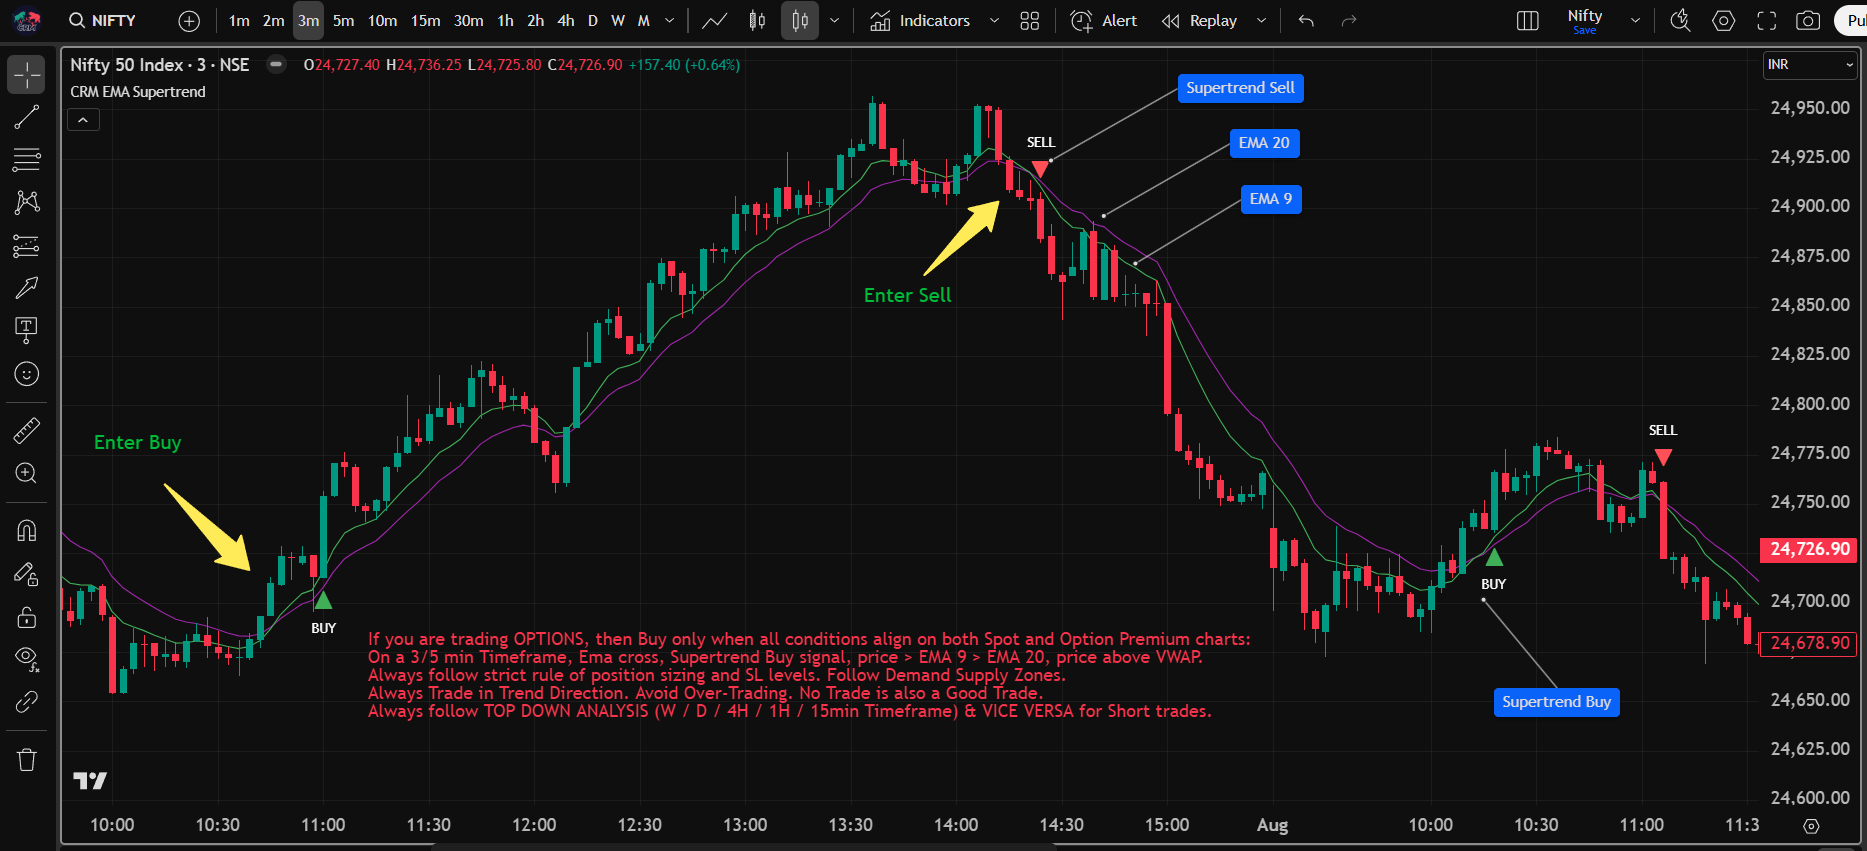 NIFTY
1m 2m 3m 5m 10m 15m 30m 1h 2h 4h D W M
Indicators
Alert
Replay
Nifty
Save
Nifty 50 Index · 3 · NSE
O24,727.40 H24,736.25 L24,725.80 C24,726.90 +157.40 (+0.64%)
CRM EMA Supertrend
INR
Supertrend Sell
SELL
EMA 20
EMA 9
Enter Sell
Enter Buy
SELL
BUY
BUY
If you are trading OPTIONS, then Buy only when all conditions align on both Spot and Option Premium charts:
On a 3/5 min Timeframe, Ema cross, Supertrend Buy signal, price > EMA 9 > EMA 20, price above VWAP.
Always follow strict rule of position sizing and SL levels. Follow Demand Supply Zones.
Always Trade in Trend Direction. Avoid Over-Trading. No Trade is also a Good Trade.
Always follow TOP DOWN ANALYSIS (W / D / 4H / 1H / 15min Timeframe) & VICE VERSA for Short trades.
Supertrend Buy
24,950.00
24,925.00
24,900.00
24,875.00
24,850.00
24,825.00
24,800.00
24,775.00
24,750.00
24,726.90
24,700.00
24,678.90
24,650.00
24,625.00
24,600.00
10:00 10:30 11:00 11:30 12:00 12:30 13:00 13:30 14:00 14:30 15:00 Aug 10:00 10:30 11:00 11:3